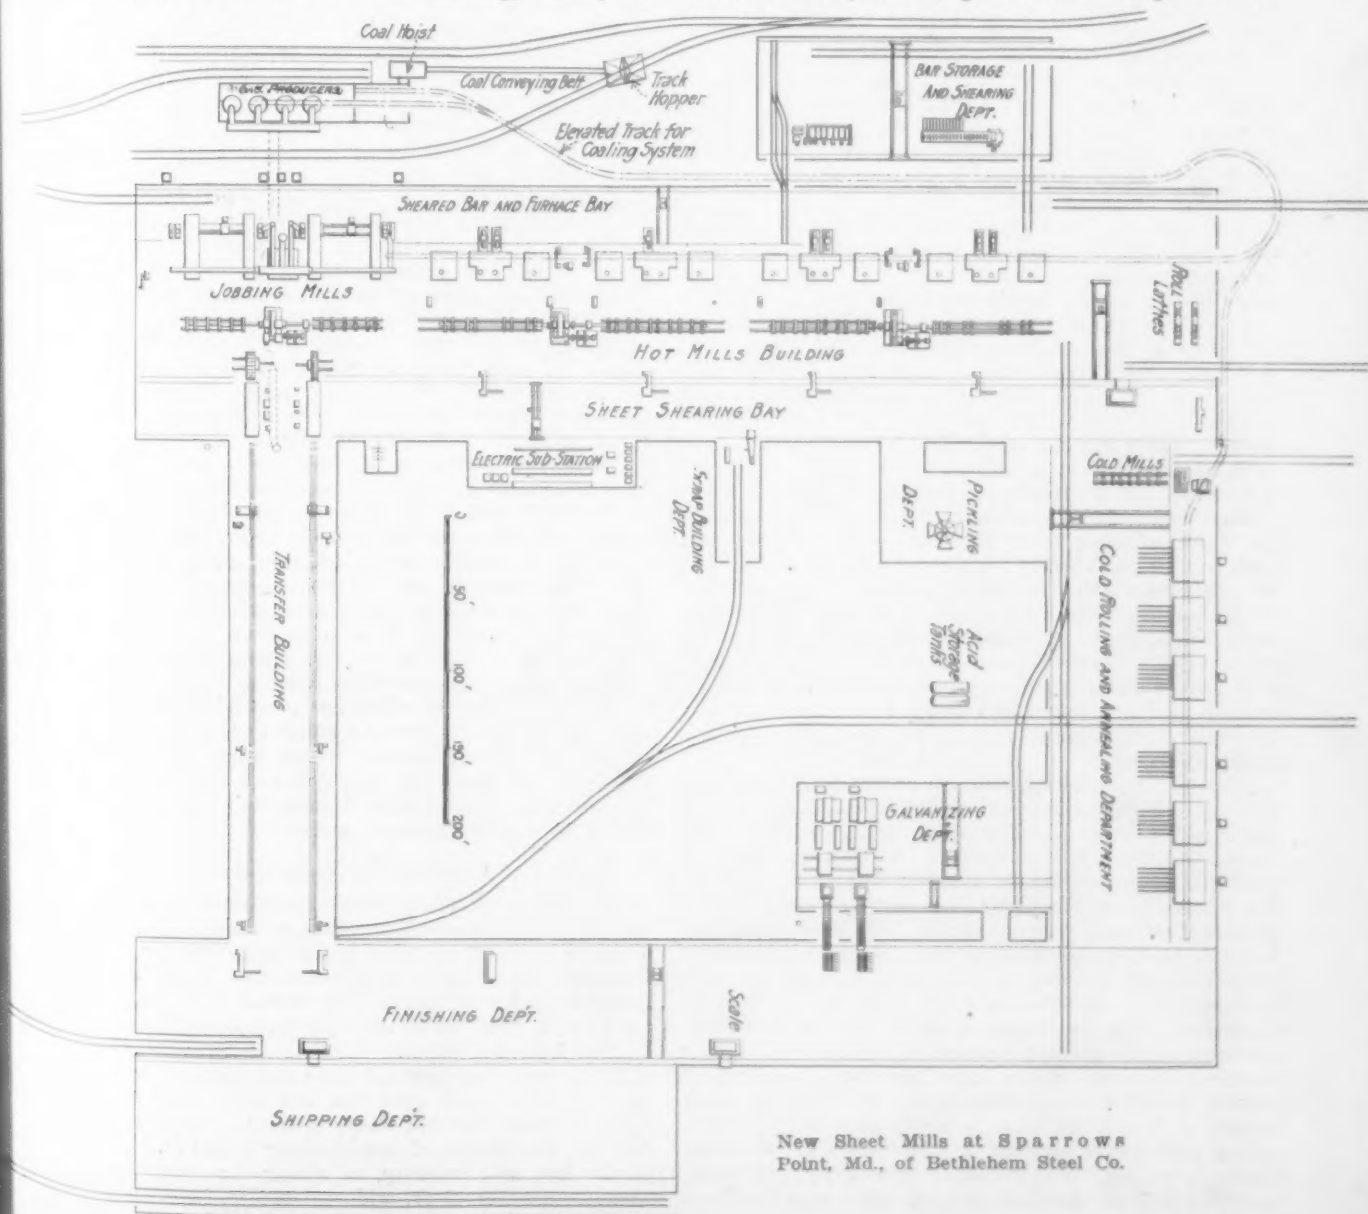 Coal Hoist
Coal Conveying Belt
Track
Hopper
GAS PRODUCERS
Elevated Track for
Coaling System
BAR STORAGE
AND SHEARING
DEPT.
SHEARED BAR AND FURNACE BAY
JOBBING MILLS
Roll
Lathes
HOT MILLS BUILDING
SHEET SHEARING BAY
ELECTRIC SUB-STATION
SCRAP BUILDING
DEPT.
PICKLING
DEPT.
COLD MILLS
TRANSFER BUILDING
0
50'
100'
150'
200'
Acid
Storage
Tanks
COLD ROLLING AND ANNEALING DEPARTMENT
GALVANIZING
DEPT.
FINISHING DEP'T.
Scale
SHIPPING DEP'T.
New Sheet Mills at Sparrows
Point, Md., of Bethlehem Steel Co.